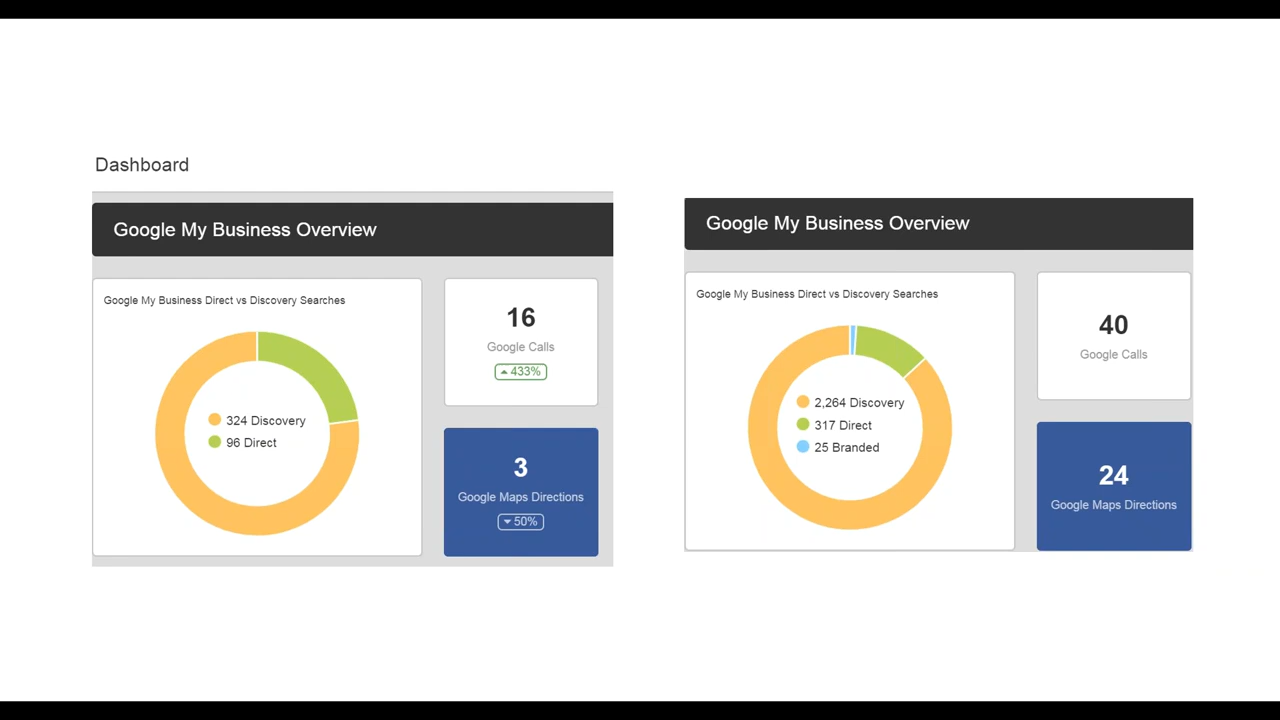 Dashboard
Google My Business Overview
Google My Business Direct vs Discovery Searches
324 Discovery
96 Direct
16
Google Calls
433%
3
Google Maps Directions
50%
Google My Business Overview
Google My Business Direct vs Discovery Searches
2,264 Discovery
317 Direct
25 Branded
40
Google Calls
24
Google Maps Directions